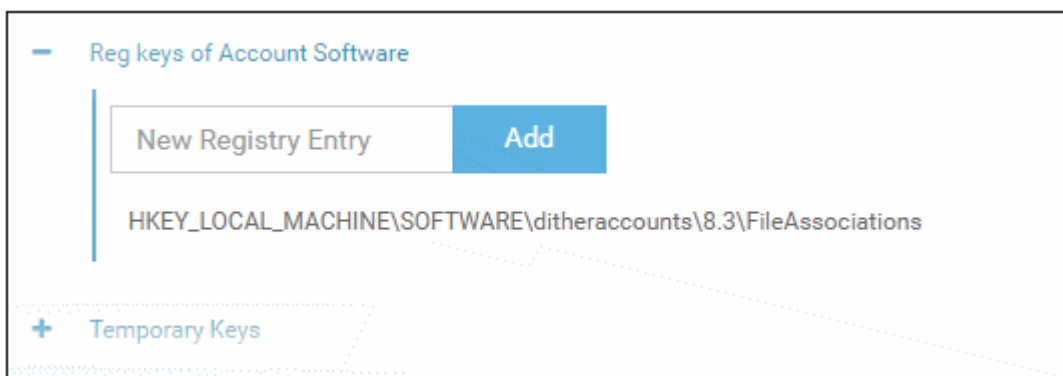 Reg keys of Account Software
New Registry Entry
Add
HKEY_LOCAL_MACHINE\SOFTWARE\ditheraccounts\8.3\FileAssociations
Temporary Keys